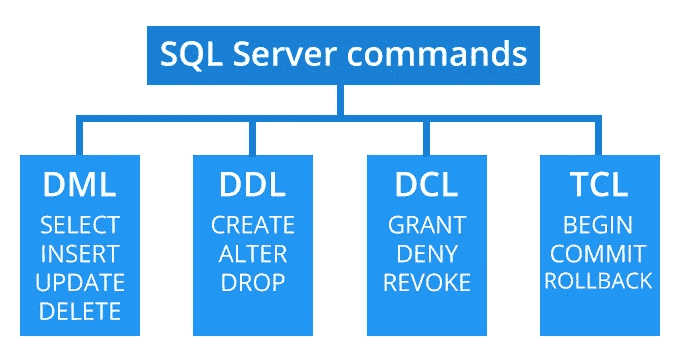 SQL Server commands
DML
SELECT
INSERT
UPDATE
DELETE
DDL
CREATE
ALTER
DROP
DCL
GRANT
DENY
REVOKE
TCL
BEGIN
COMMIT
ROLLBACK